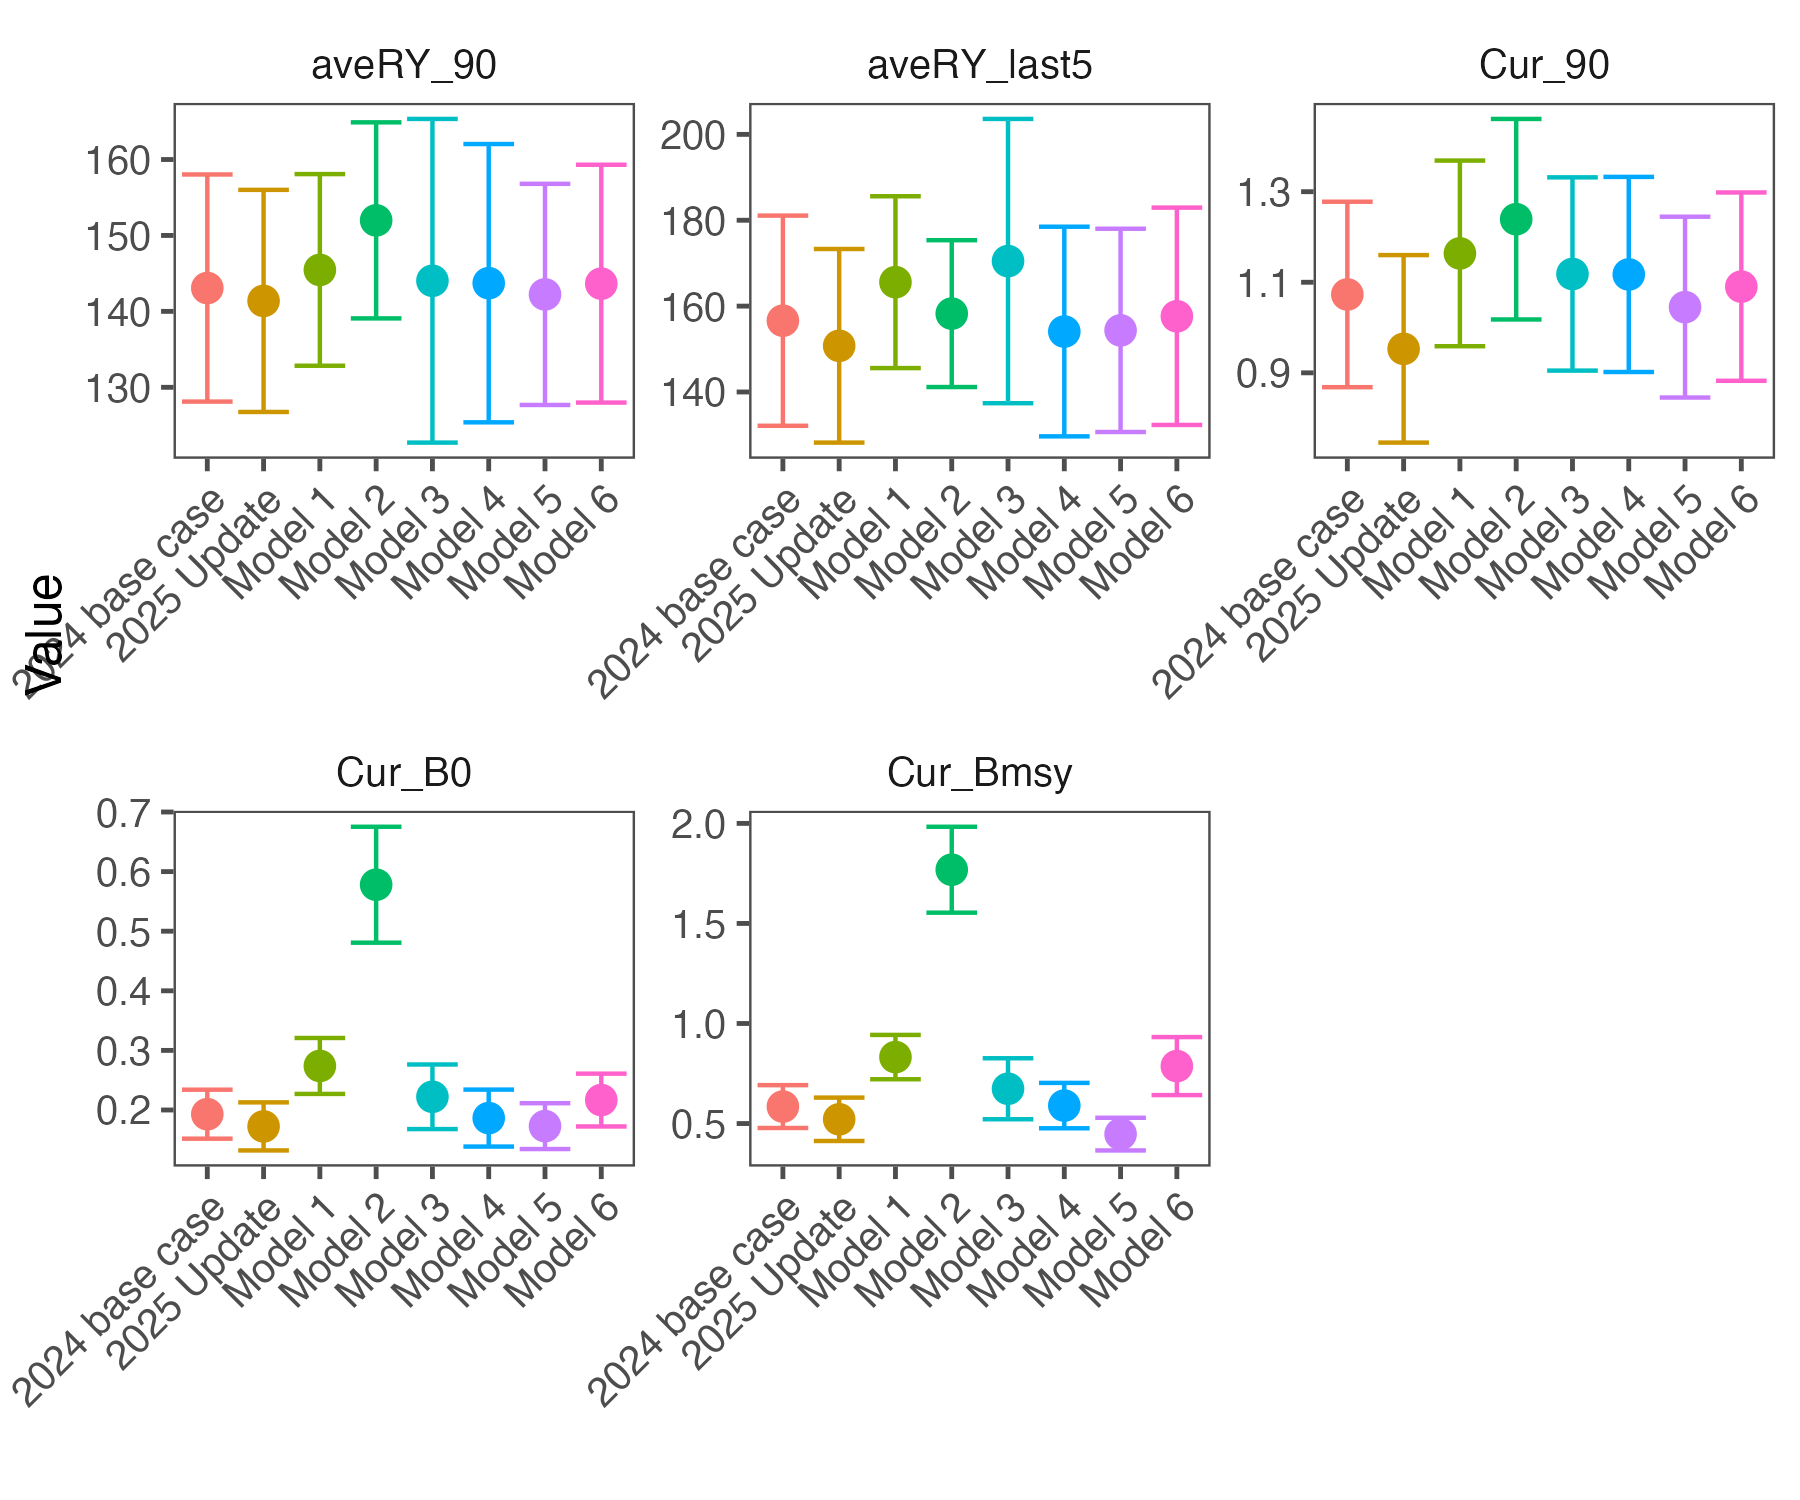 aveRY_90
aveRY_last5
Cur_90
160
150
140
130
200
180
160
140
1.3
1.1
0.9
2024 base case
2025 Update
Model 1
Model 2
Model 3
Model 4
Model 5
Model 6
2024 base case
2025 Update
Model 1
Model 2
Model 3
Model 4
Model 5
Model 6
2024 base case
2025 Update
Model 1
Model 2
Model 3
Model 4
Model 5
Model 6
Value
Cur_B0
Cur_Bmsy
0.7
0.6
0.5
0.4
0.3
0.2
2.0
1.5
1.0
0.5
2024 base case
2025 Update
Model 1
Model 2
Model 3
Model 4
Model 5
Model 6
2024 base case
2025 Update
Model 1
Model 2
Model 3
Model 4
Model 5
Model 6